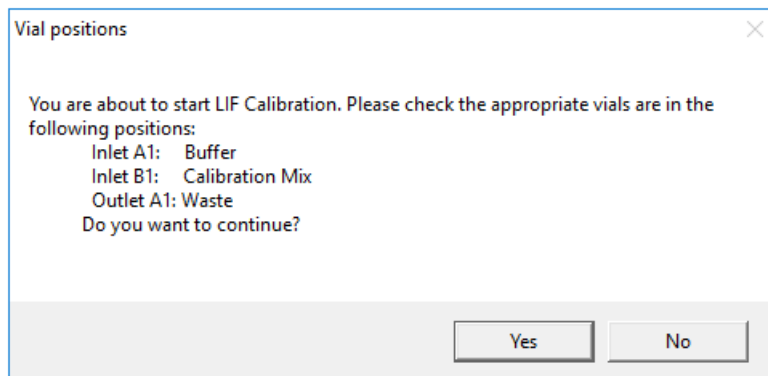 Vial positions
You are about to start LIF Calibration. Please check the appropriate vials are in the
following positions:
Inlet A1: Buffer
Inlet B1: Calibration Mix
Outlet A1: Waste
Do you want to continue?
Yes No